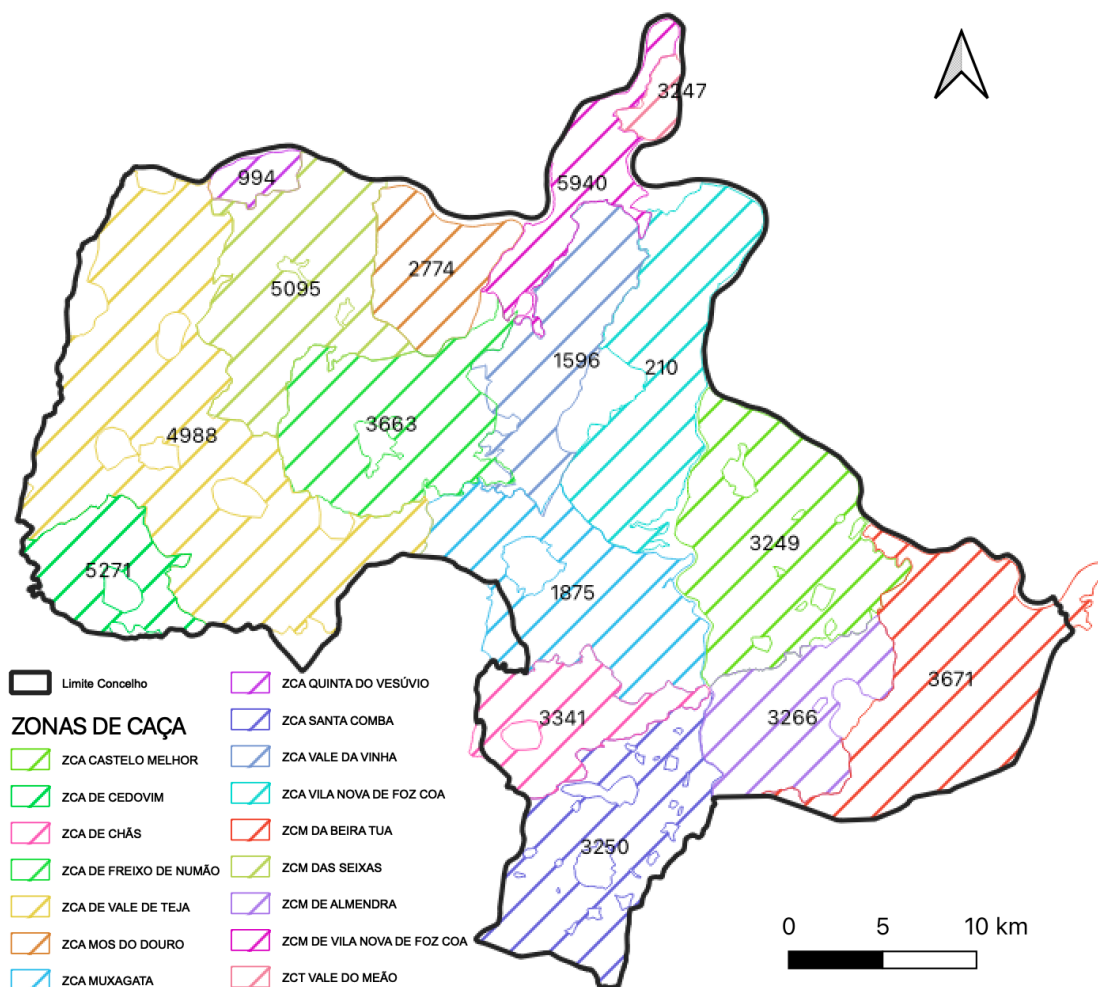 3247
994
5940
2774
5095
1596
210
3663
4988
3249
5271
1875
3671
3341
3266
3250
Limite Concelho
ZONAS DE CAÇA
ZCA CASTELO MELHOR
ZCA DE CEDOVIM
ZCA DE CHÃS
ZCA DE FREIXO DE NUMÃO
ZCA DE VALE DE TEJA
ZCA MOS DO DOURO
ZCA MUXAGATA
ZCA QUINTA DO VESÚVIO
ZCA SANTA COMBA
ZCA VALE DA VINHA
ZCA VILA NOVA DE FOZ COA
ZCM DA BEIRA TUA
ZCM DAS SEIXAS
ZCM DE ALMENDRA
ZCM DE VILA NOVA DE FOZ COA
ZCT VALE DO MEÃO
0 5 10 km